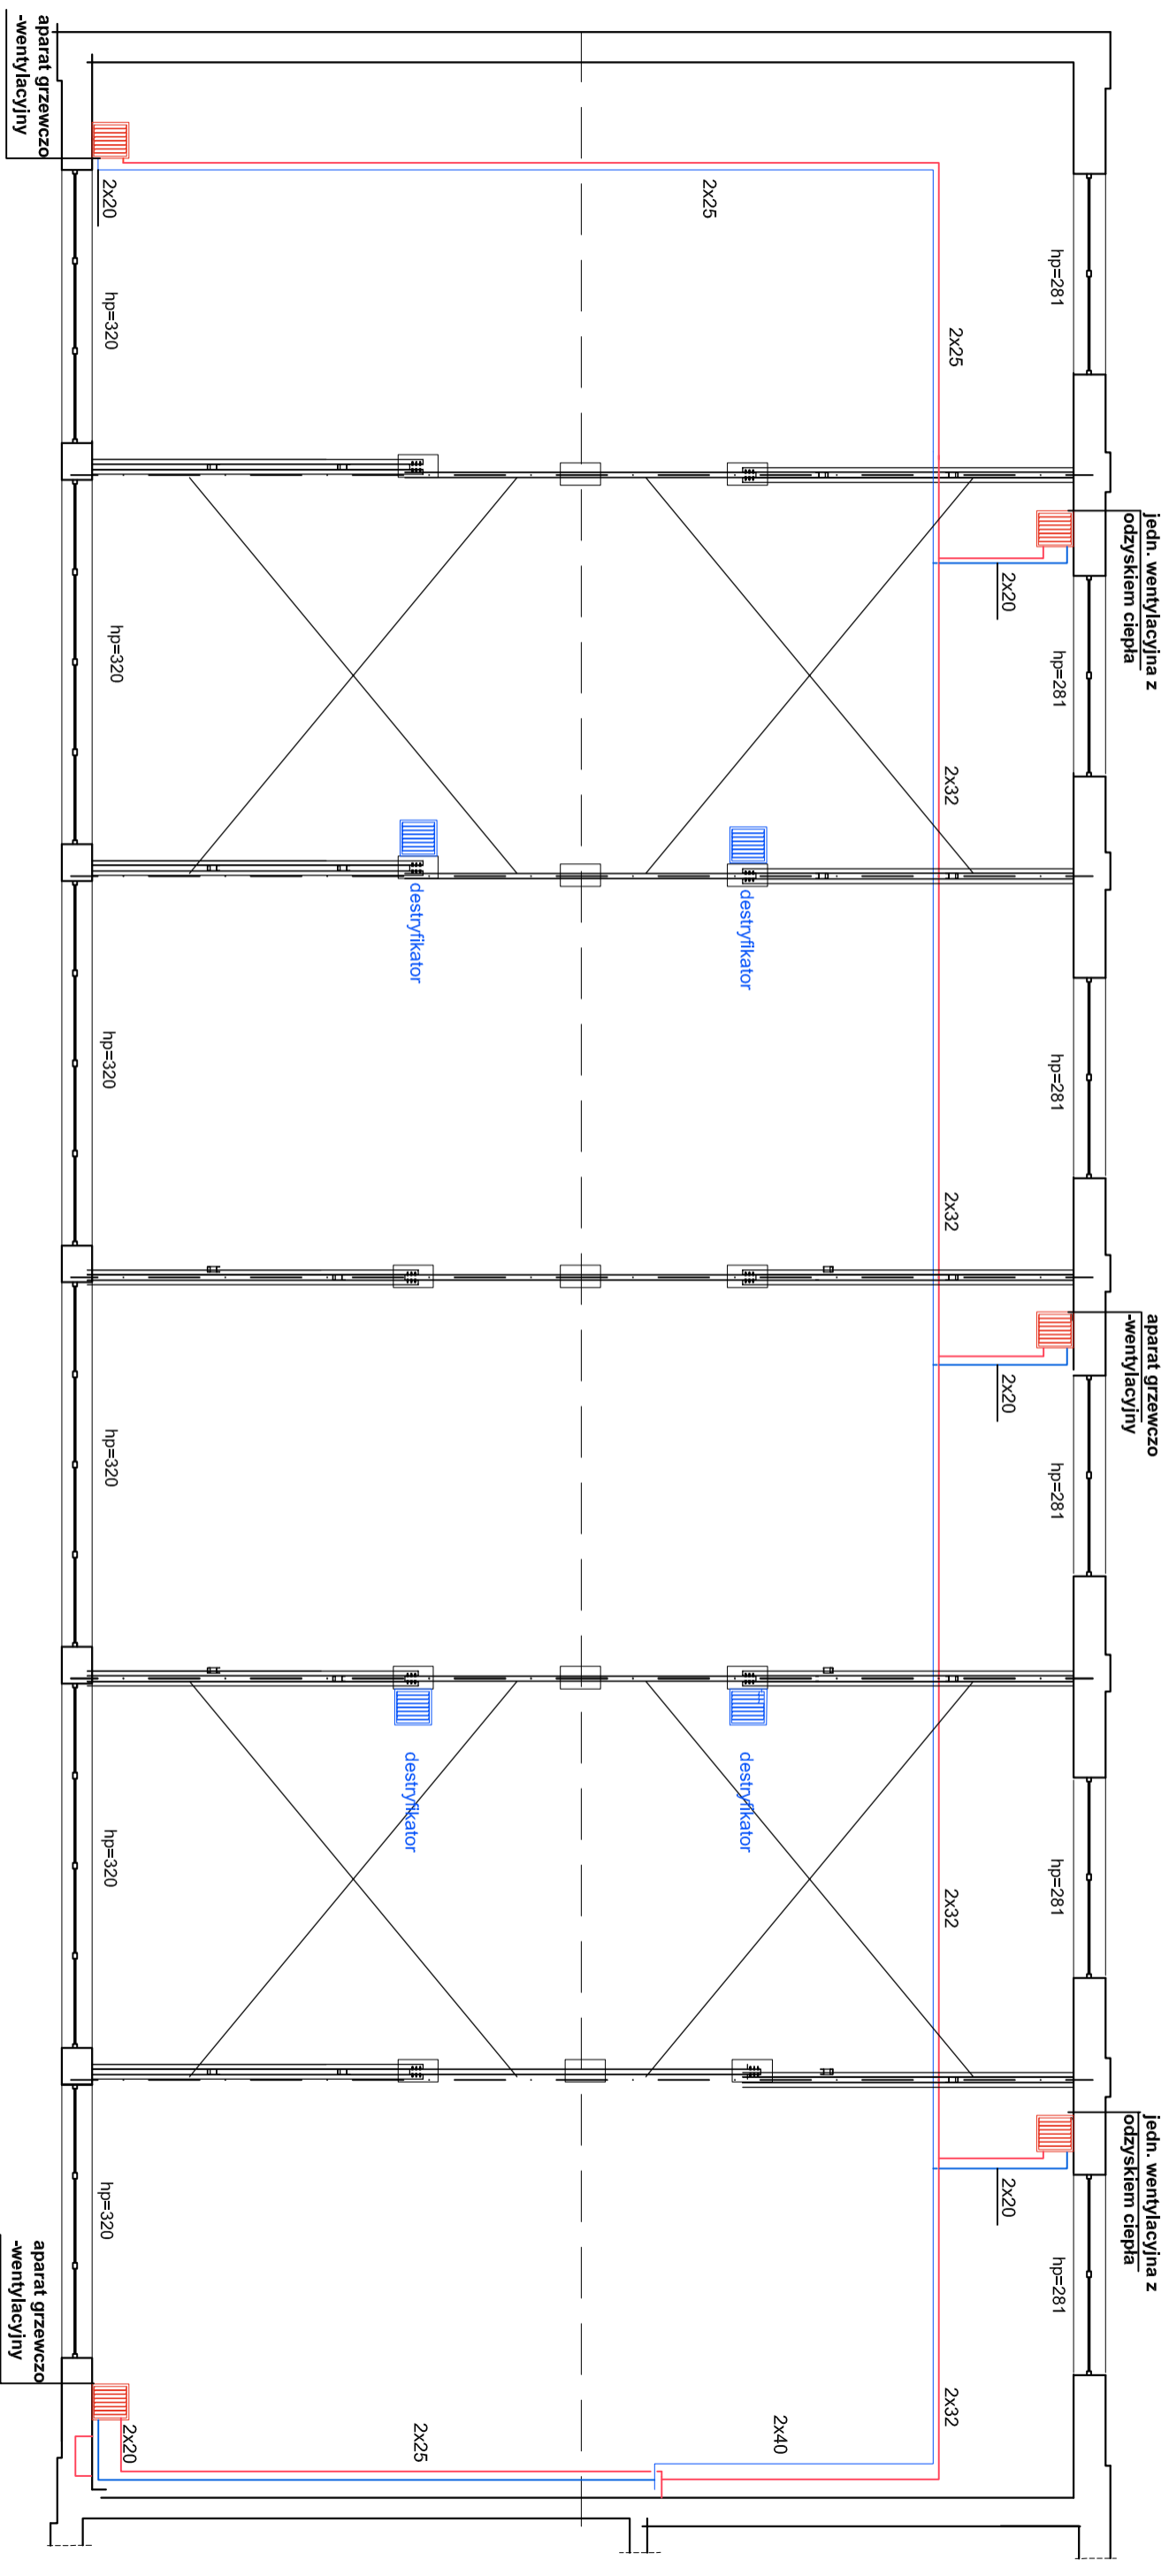 aparat grzewczo
-wentylacyjny
2x20
2x25
hp=281
hp=320
2x25
jedn. wentylacyjna z
odzyskiem ciepła
2x20
hp=320
hp=281
2x32
destryfikator
destryfikator
hp=320
hp=281
2x32
aparat grzewczo
-wentylacyjny
2x20
hp=320
hp=281
destryfikator
destryfikator
hp=320
hp=281
2x32
jedn. wentylacyjna z
odzyskiem ciepła
2x20
hp=320
hp=281
aparat grzewczo
-wentylacyjny
2x32
2x20
2x25
2x40